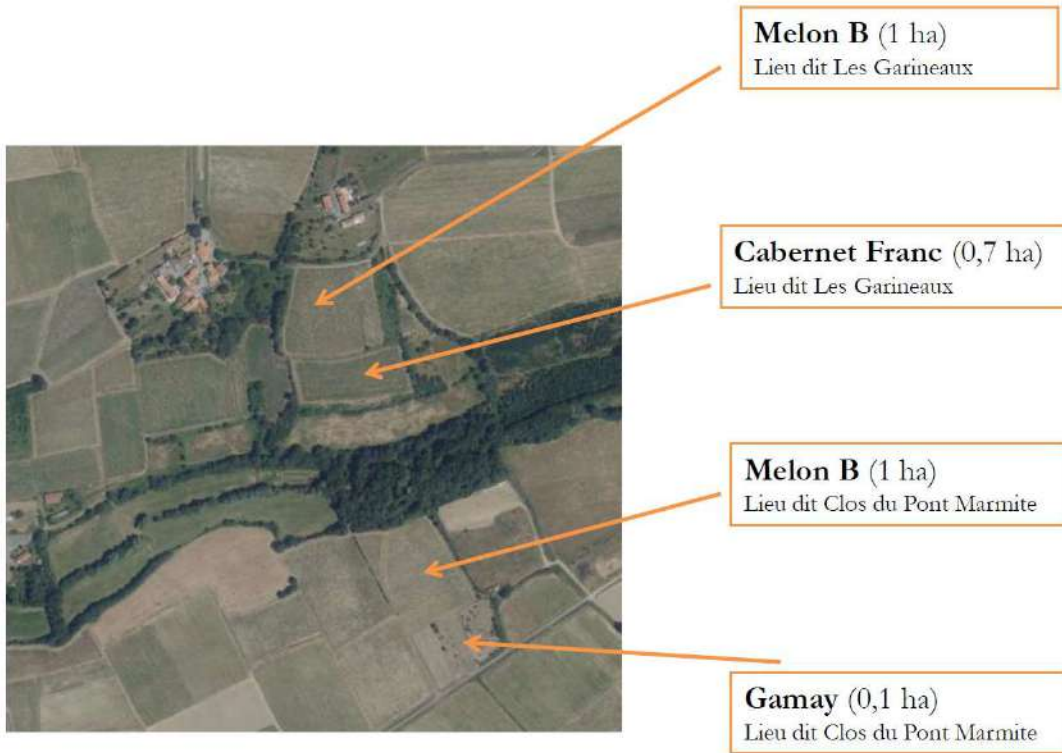 Melon B (1 ha)
Lieu dit Les Garineaux
Cabernet Franc (0,7 ha)
Lieu dit Les Garineaux
Melon B (1 ha)
Lieu dit Clos du Pont Marmite
Gamay (0,1 ha)
Lieu dit Clos du Pont Marmite